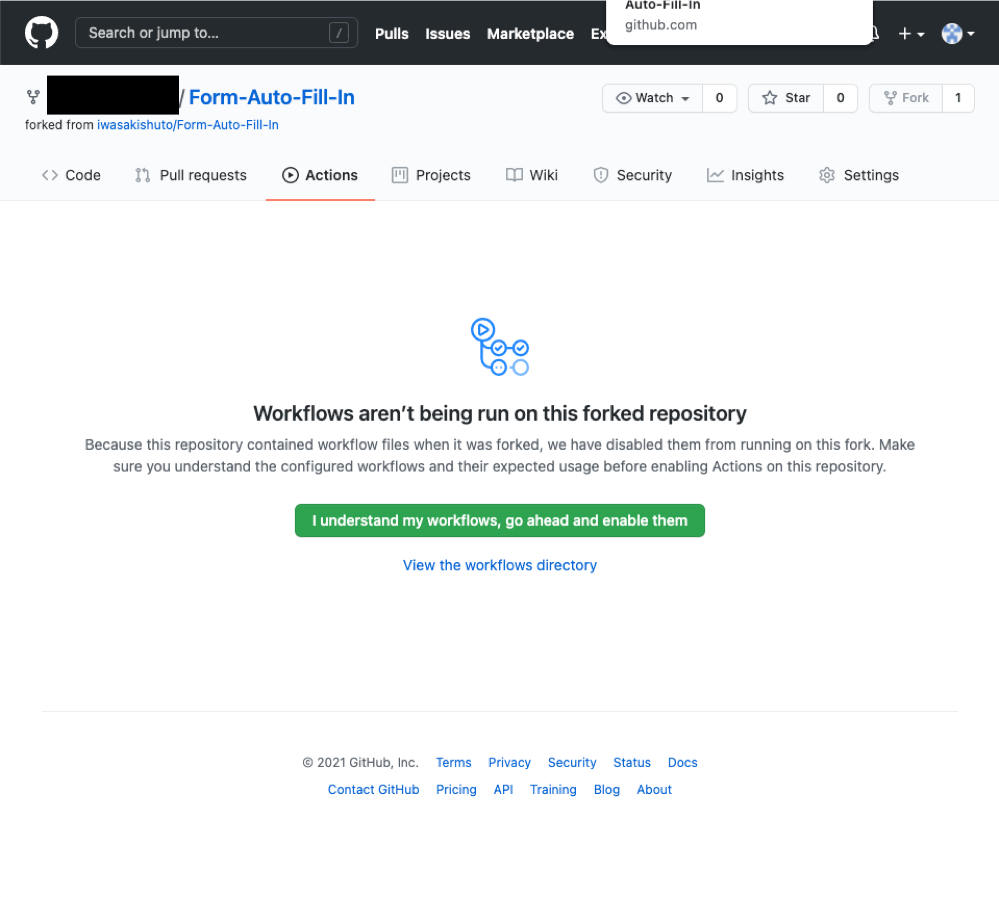 Auto-Fill-In
github.com
Search or jump to... / Pulls Issues Marketplace
/ Form-Auto-Fill-In Watch 0 Star 0 Fork 1
forked from iwasakishuto/Form-Auto-Fill-In
Code Pull requests Actions Projects Wiki Security Insights Settings
Workflows aren’t being run on this forked repository
Because this repository contained workflow files when it was forked, we have disabled them from running on this fork. Make
sure you understand the configured workflows and their expected usage before enabling Actions on this repository.
I understand my workflows, go ahead and enable them
View the workflows directory
© 2021 GitHub, Inc. Terms Privacy Security Status Docs
Contact GitHub Pricing API Training Blog About